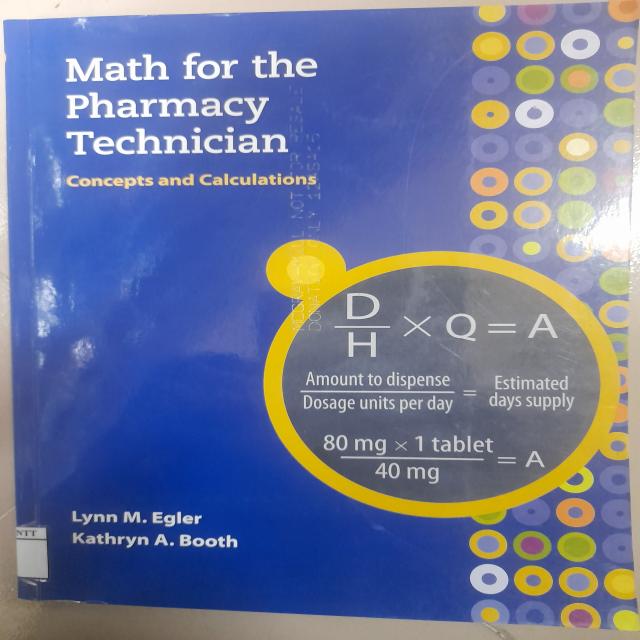 Math for the
Pharmacy
Technician
Concepts and Calculations
D
H
× Q = A
Amount to dispense
Dosage units per day
=
Estimated
days supply
80 mg × 1 tablet
40 mg
= A
Lynn M. Egler
Kathryn A. Booth
NTT